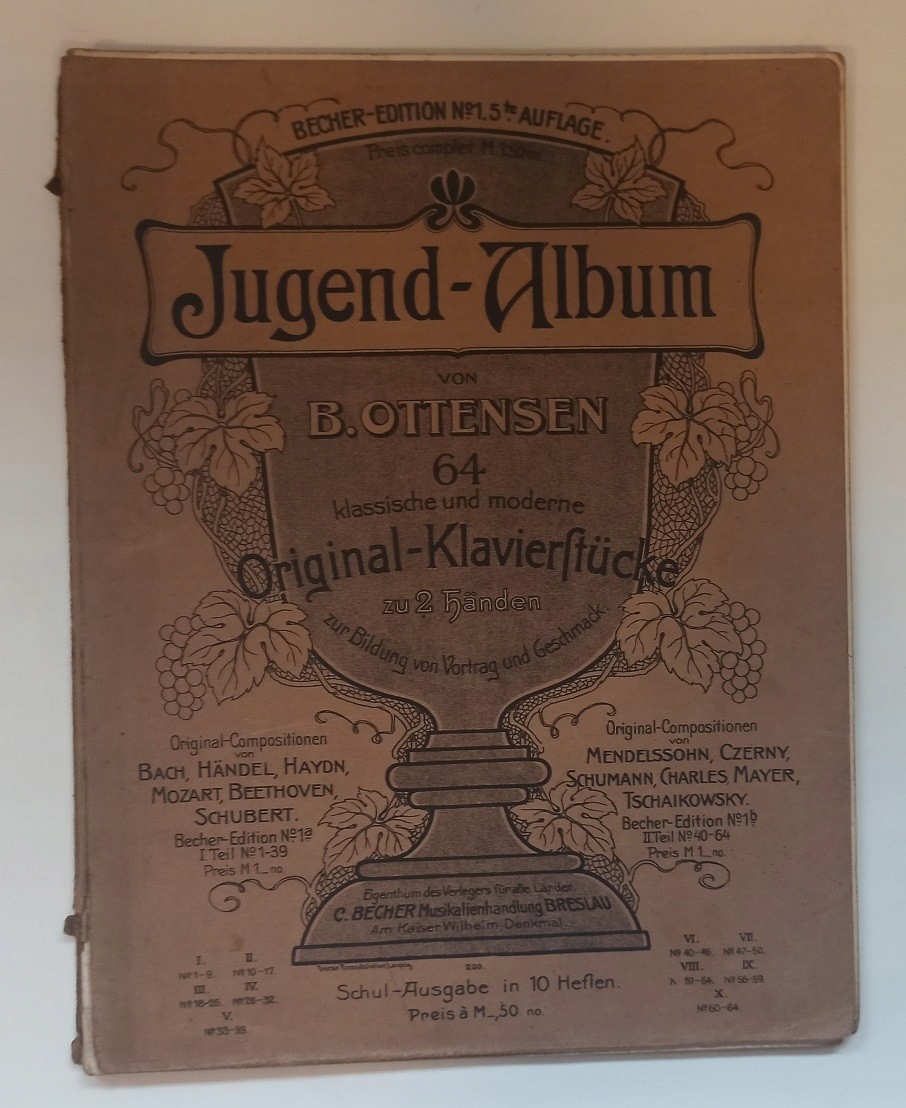 BECHER-EDITION № 1. 5te AUFLAGE.
Preis complet M 1.50 no
Jugend-Album
VON
B. OTTENSEN
64
klassische und moderne
Original-Klavierstücke
zu 2 Händen
zur Bildung von Vortrag und Geschmack.
Original-Compositionen
von
BACH, HÄNDEL, HAYDN,
MOZART, BEETHOVEN,
SCHUBERT.
Becher-Edition № 1a
I. Teil № 1-39
Preis M 1_ no.
Original-Compositionen
von
MENDELSSOHN, CZERNY,
SCHUMANN, CHARLES, MAYER,
TSCHAIKOWSKY.
Becher-Edition № 1b
II. Teil № 40-64
Preis M 1_ no.
Eigenthum des Verlegers für alle Länder.
C. BECHER Musikalienhandlung BRESLAU
Am Kaiser Wilhelm Denkmal
200.
I. II.
№ 1-9. № 10-17.
III. IV.
№ 18-25. № 26-32.
V.
№ 33-39.
Schul-Ausgabe in 10 Heften.
Preis à M_,50 no.
VI. VII.
№ 40-46. № 47-50.
VIII. IX.
51-54. № 55-59.
X.
№ 60-64.